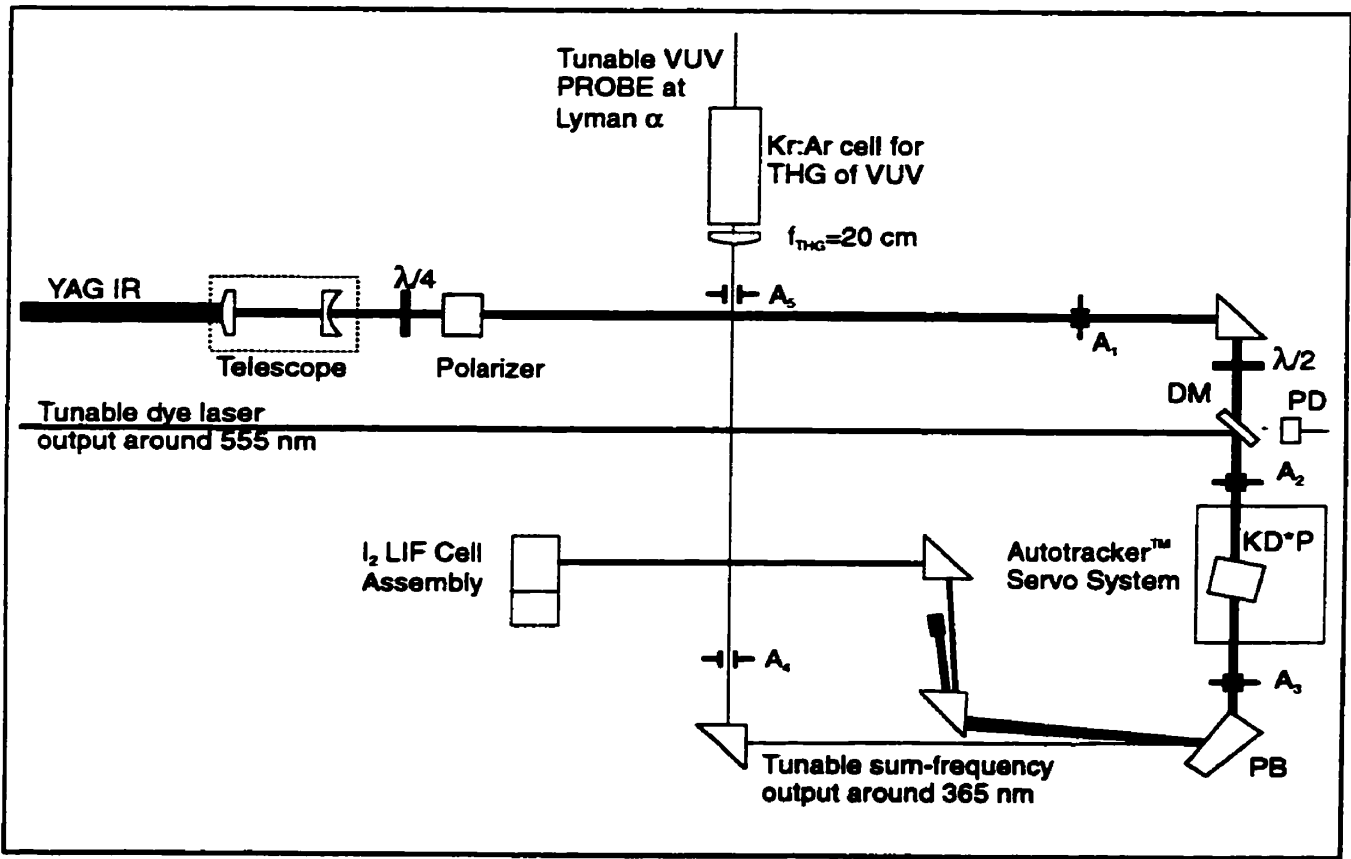 Tunable VUV
PROBE at
Lyman α
Kr:Ar cell for
THG of VUV
f_THG=20 cm
YAG IR
λ/4
A₅
Telescope
Polarizer
A₁
λ/2
DM
PD
Tunable dye laser
output around 555 nm
A₂
I₂ LIF Cell
Assembly
Autotracker™
Servo System
KD*P
A₄
A₃
PB
Tunable sum-frequency
output around 365 nm